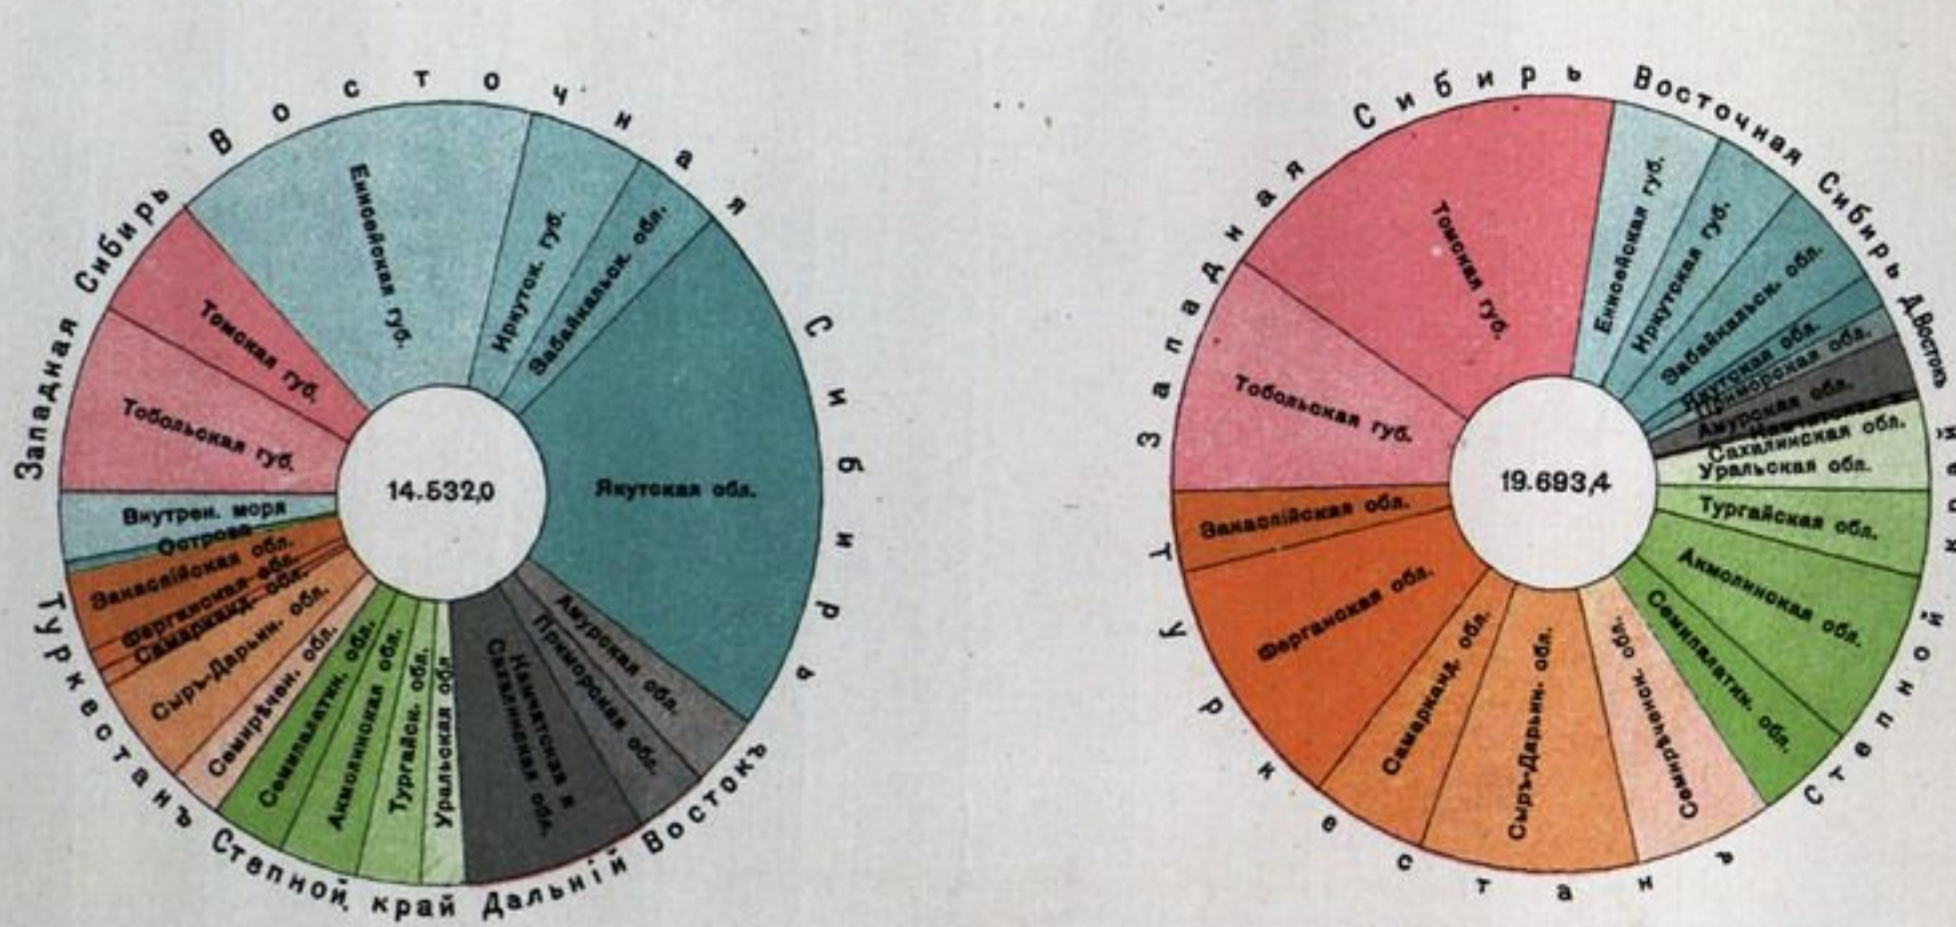 Западная Сибирь
Восточная Сибирь
Енисейская губ.
Иркутск. губ.
Забайкальск. обл.
Якутская обл.
Амурская обл.
Приморская обл.
Камчатская и
Сахалинская обл.
Уральская обл.
Тургайск. обл.
Акмолинская обл.
Семипалатин. обл.
Семирѣчен. обл.
Сыръ-Дарьин. обл.
Самарканд. обл.
Ферганская обл.
Закаспійская обл.
Острова
Внутрен. моря
Тобольская губ.
Томская губ.
14.532,0
Туркестанъ
Степной край
Дальній Востокъ
Западная Сибирь
Восточная Сибирь
Д. Востокъ
Томская губ.
Енисейская губ.
Иркутская губ.
Забайкальск. обл.
Якутская обл.
Приморская обл.
Амурская обл.
Камчатская и
Сахалинская обл.
Уральская обл.
Тургайская обл.
Акмолинская обл.
Семипалатин. обл.
Семирѣченск. обл.
Сыръ-Дарьин. обл.
Самарканд. обл.
Ферганская обл.
Закаспійская обл.
Тобольская губ.
19.693,4
Туркестанъ
Степной край